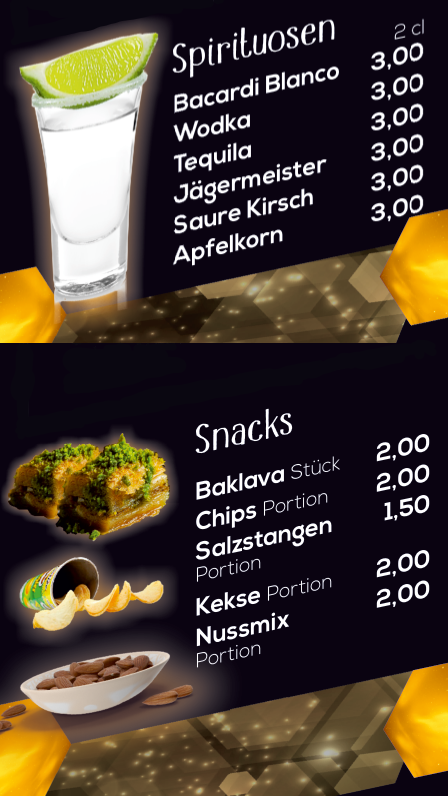 Spirituosen 2 cl
Bacardi Blanco 3,00
Wodka 3,00
Tequila 3,00
Jägermeister 3,00
Saure Kirsch 3,00
Apfelkorn 3,00
Snacks
Baklava Stück 2,00
Chips Portion 2,00
Salzstangen 1,50
Portion
Kekse Portion 2,00
Nussmix 2,00
Portion